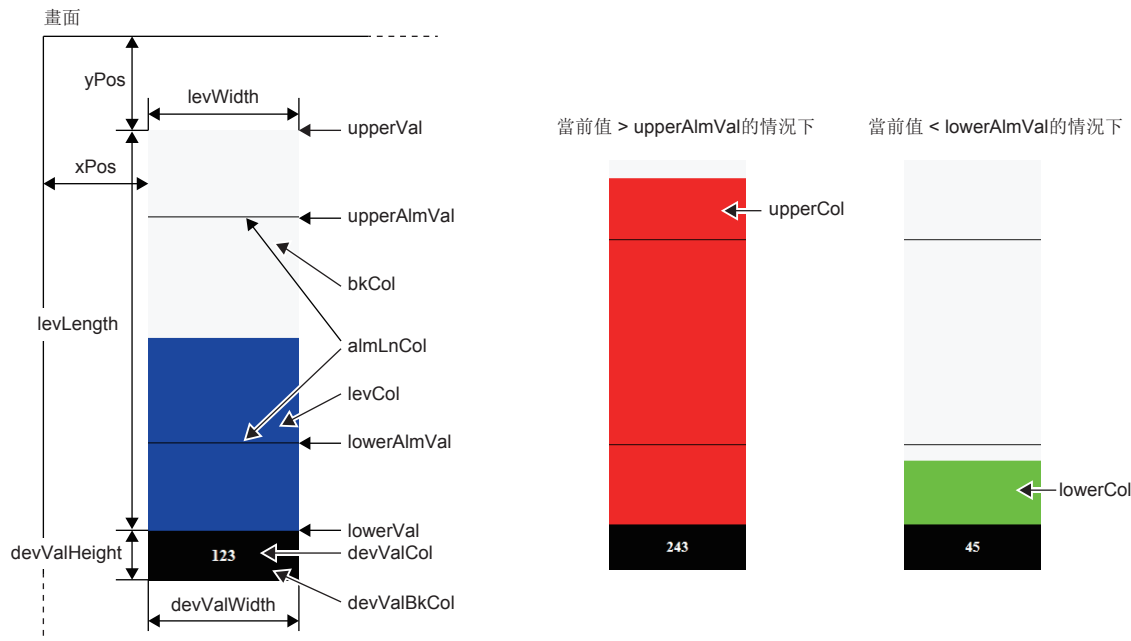 畫面
yPos
levWidth
upperVal
xPos
upperAlmVal
bkCol
levLength
almLnCol
levCol
lowerAlmVal
lowerVal
devValHeight
123
devValCol
devValWidth
devValBkCol
當前值 > upperAlmVal的情況下
upperCol
243
當前值 < lowerAlmVal的情況下
lowerCol
45